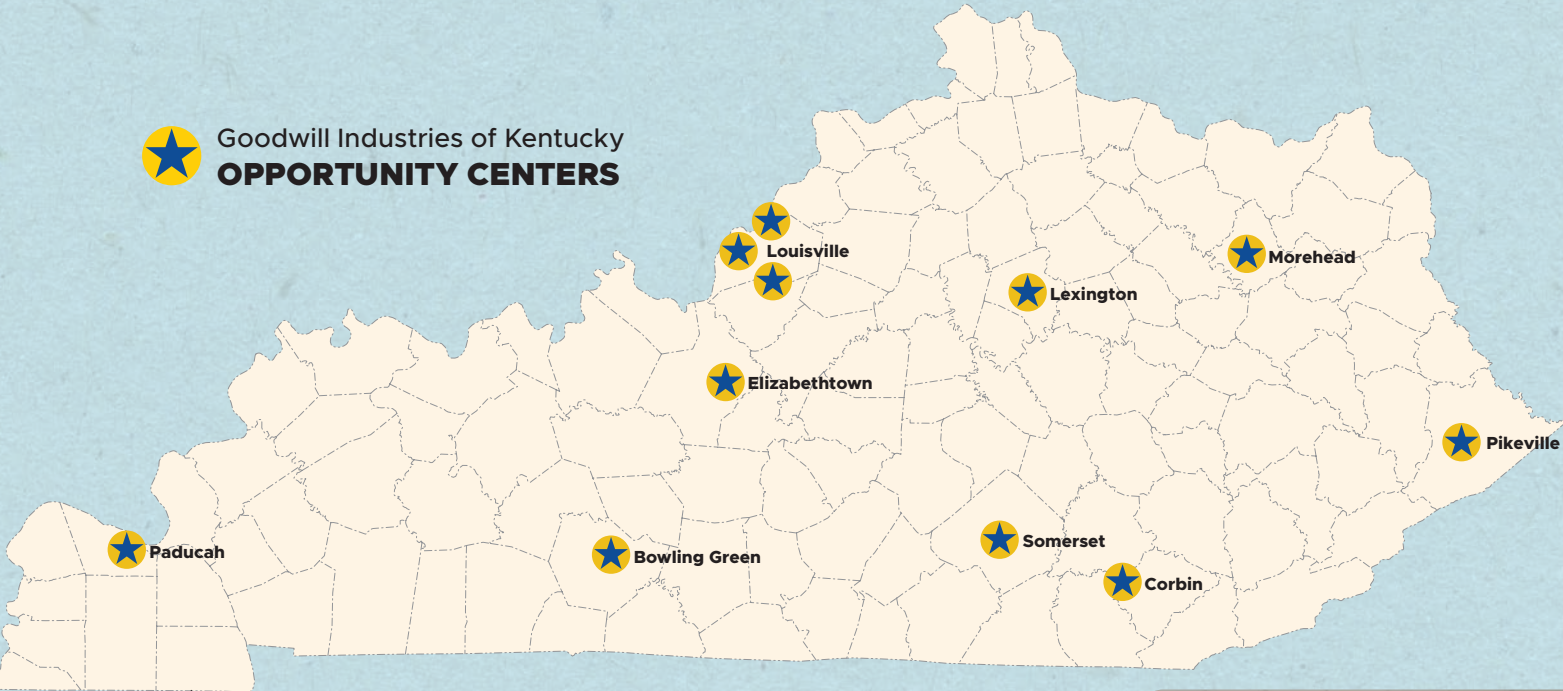 Goodwill Industries of Kentucky
OPPORTUNITY CENTERS
Louisville
Morehead
Lexington
Elizabethtown
Pikeville
Paducah
Bowling Green
Somerset
Corbin